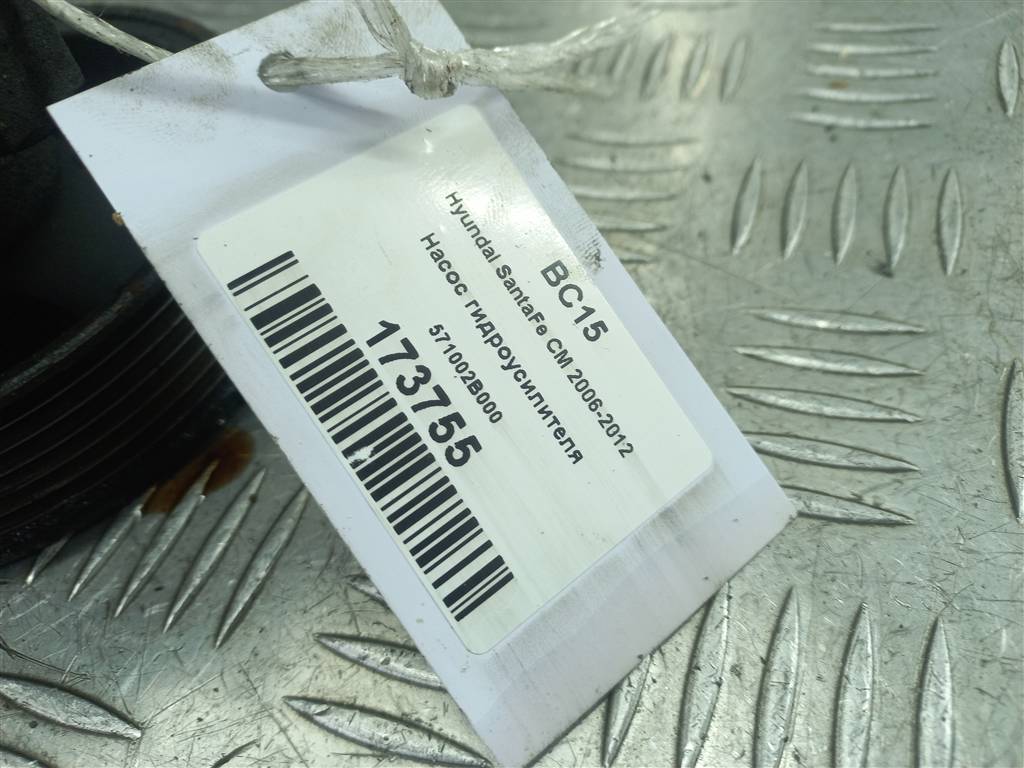 BC15
Hyundai SantaFe CM 2006-2012
Насос гидроусилителя
571002B000
173755